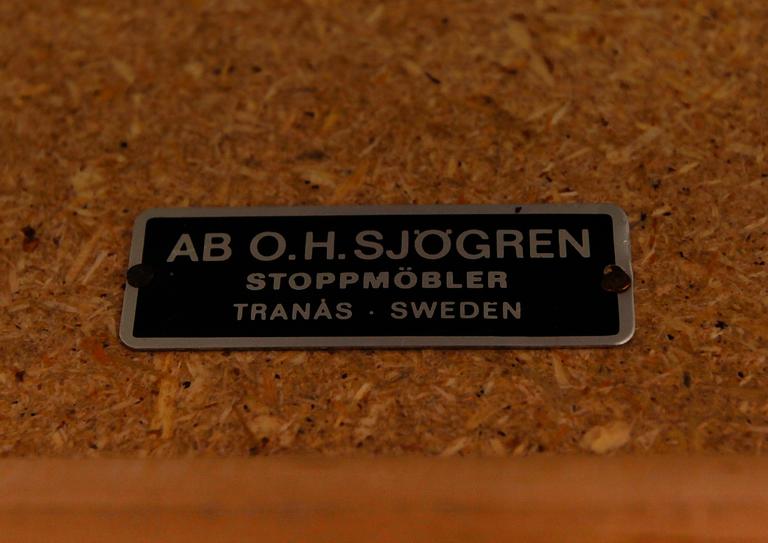 AB O.H. SJÖGREN
STOPPMÖBLER
TRANÅS · SWEDEN